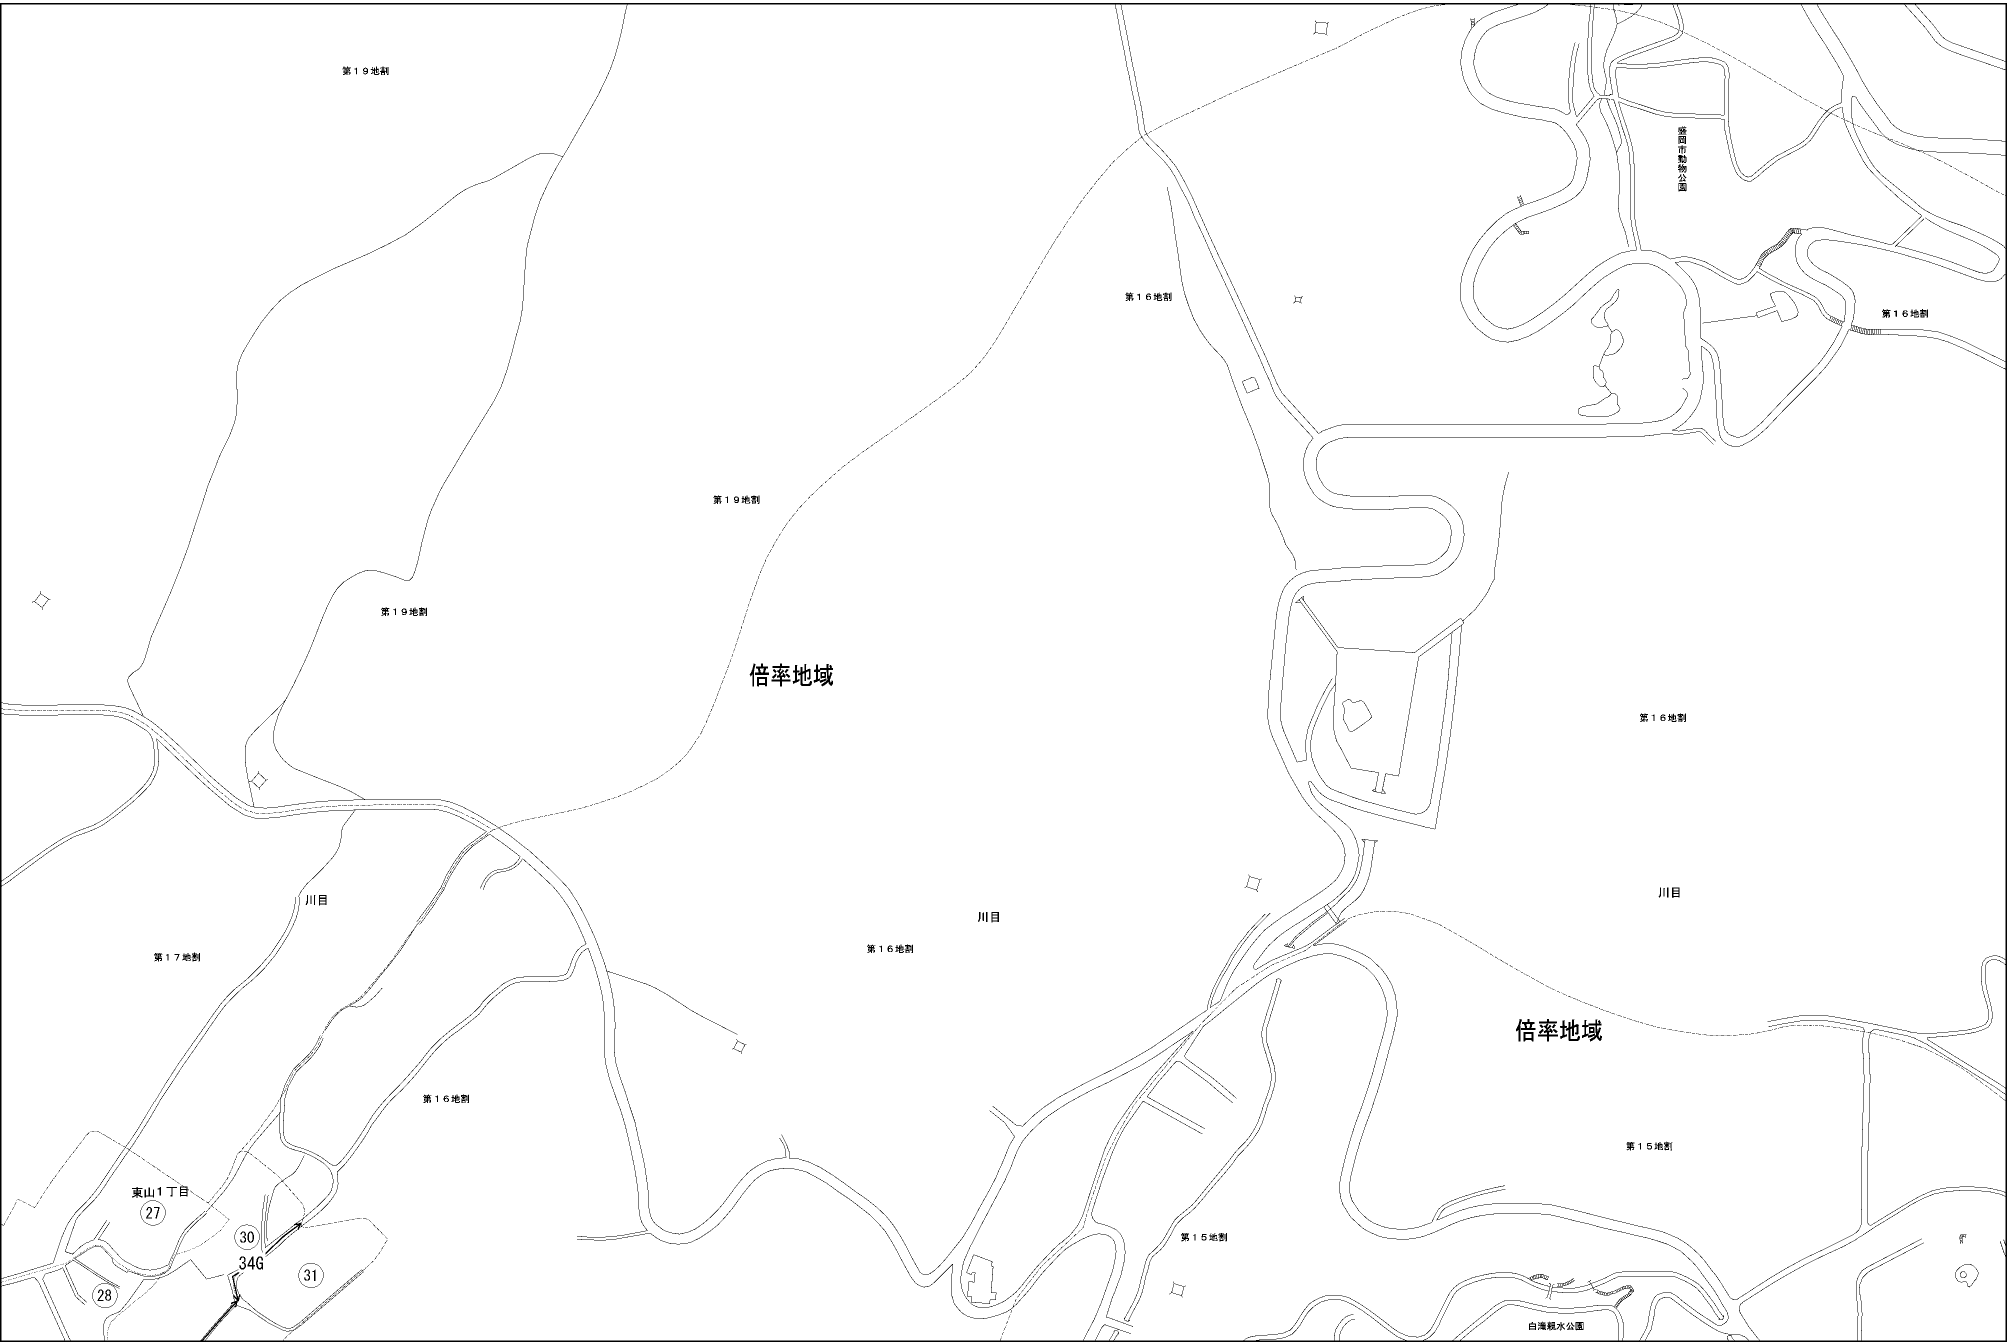 第１９地割
盛岡市動物公園
第１６地割
第１６地割
第１９地割
第１９地割
倍率地域
第１６地割
川目
川目
川目
第１６地割
第１７地割
倍率地域
第１６地割
第１５地割
東山１丁目
27
30
第１５地割
34G
31
28
白滝親水公園